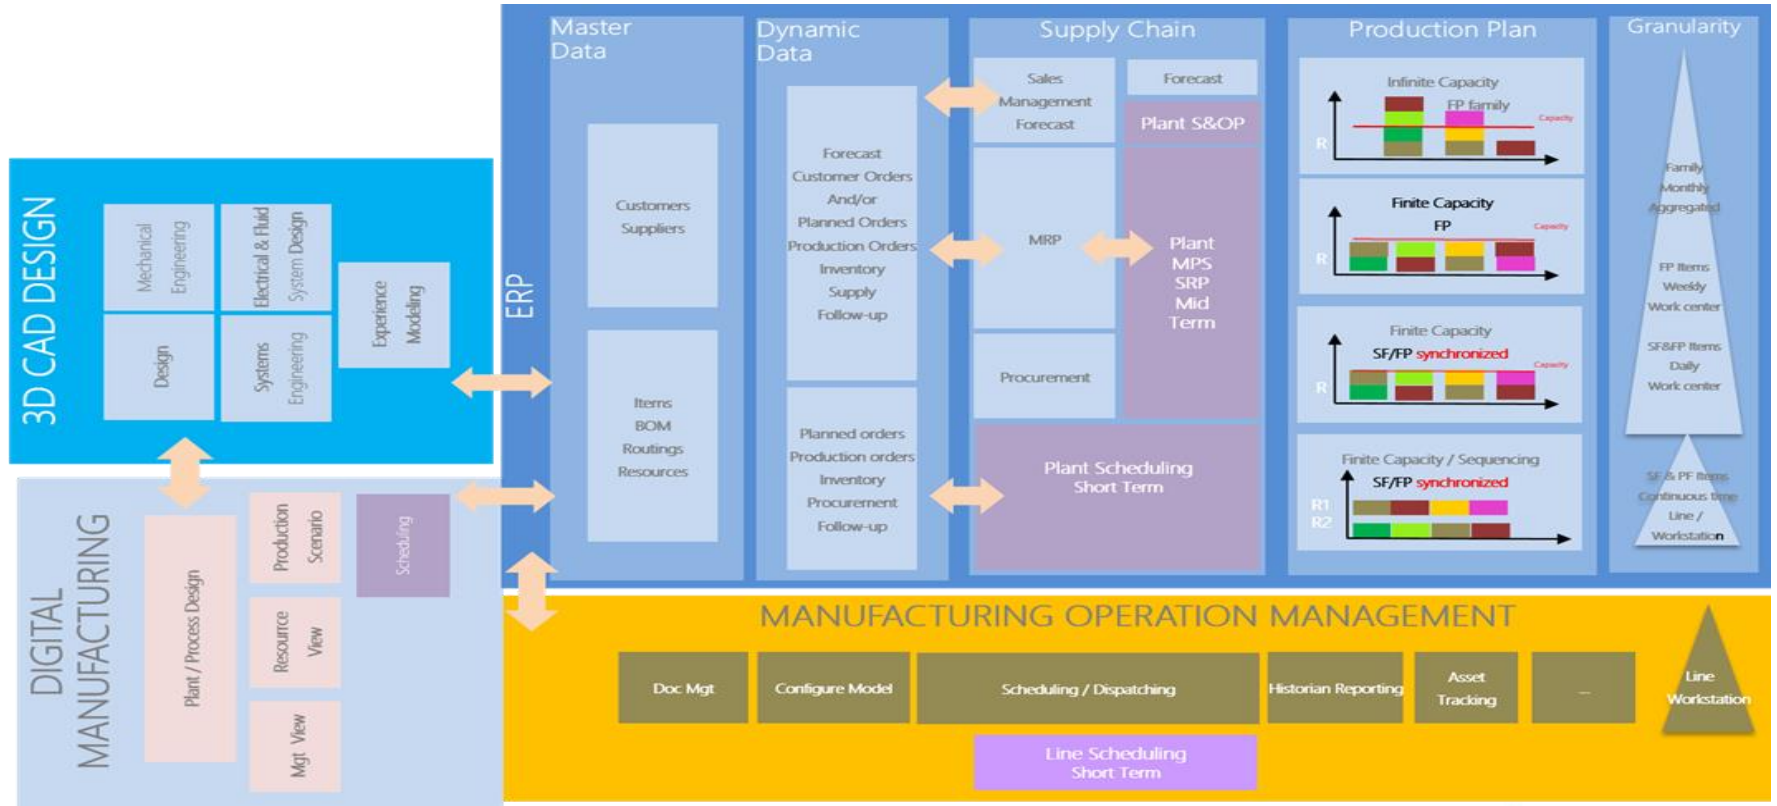 3D CAD DESIGN
Mechanical
Engineering
Electrical & Fluid
System Design
Design
Systems
Engineering
Experience
Modeling
DIGITAL
MANUFACTURING
Plant / Process Design
Production
Scenario
Resource
View
Mgt View
Scheduling
ERP
Master
Data
Customers
Suppliers
Items
BOM
Routings
Resources
Dynamic
Data
Forecast
Customer Orders
And/or
Planned Orders
Production Orders
Inventory
Supply
Follow-up
Planned orders
Production orders
Inventory
Procurement
Follow-up
Supply Chain
Sales
Management
Forecast
Forecast
Plant S&OP
MRP
Plant
MPS
SRP
Mid
Term
Procurement
Plant Scheduling
Short Term
Production Plan
Infinite Capacity
FP family
Capacity
R
Finite Capacity
FP
Capacity
R
Finite Capacity
SF/FP synchronized
Capacity
R
Finite Capacity / Sequencing
SF/FP synchronized
R1
R2
Granularity
Family
Monthly
Aggregated
FP Items
Weekly
Work center
SF&FP Items
Daily
Work center
SF & PF Items
Continuous time
Line /
Workstation
MANUFACTURING OPERATION MANAGEMENT
Doc Mgt
Configure Model
Scheduling / Dispatching
Historian Reporting
Asset
Tracking
...
Line
Workstation
Line Scheduling
Short Term